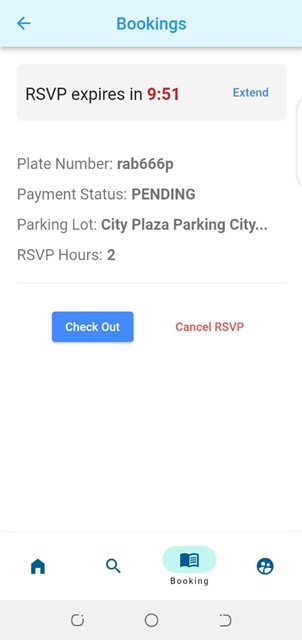 Bookings
RSVP expires in 9:51
Extend
Plate Number: rab666p
Payment Status: PENDING
Parking Lot: City Plaza Parking City...
RSVP Hours: 2
Check Out
Cancel RSVP
Booking